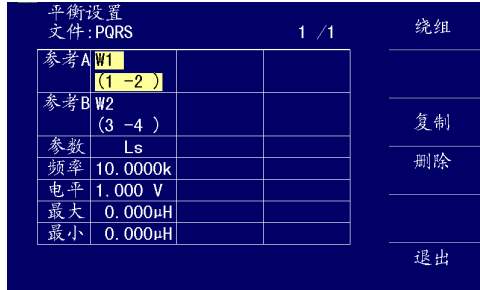 平衡设置
文件:PQRS 1 /1
参考A W1
(1 -2 )
参考B W2
(3 -4 )
参数 Ls
频率 10.0000k
电平 1.000 V
最大 0.000μH
最小 0.000μH
绕组
复制
删除
退出